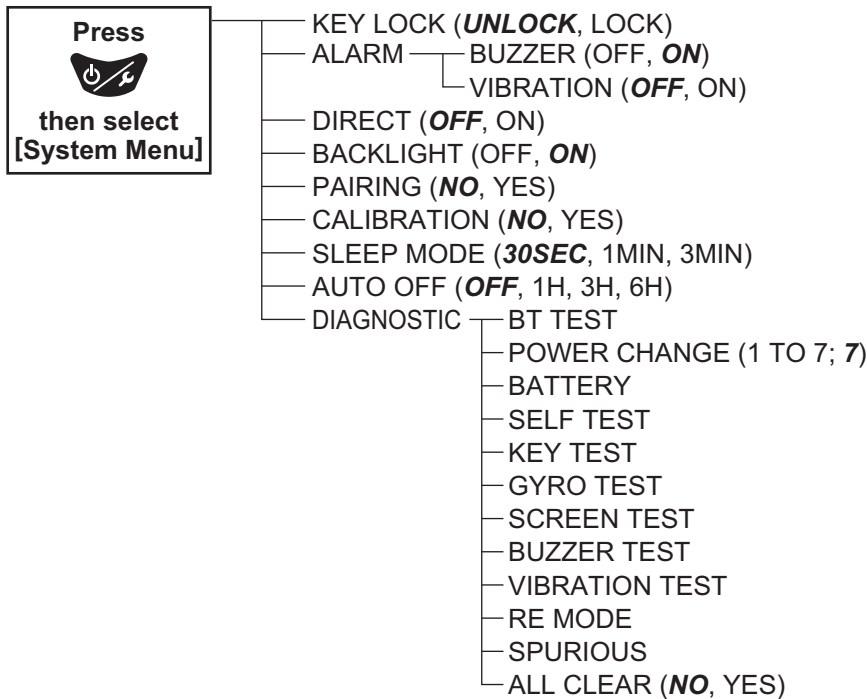 Press
then select
[System Menu]
KEY LOCK (UNLOCK, LOCK)
ALARM
BUZZER (OFF, ON)
VIBRATION (OFF, ON)
DIRECT (OFF, ON)
BACKLIGHT (OFF, ON)
PAIRING (NO, YES)
CALIBRATION (NO, YES)
SLEEP MODE (30SEC, 1MIN, 3MIN)
AUTO OFF (OFF, 1H, 3H, 6H)
DIAGNOSTIC
BT TEST
POWER CHANGE (1 TO 7; 7)
BATTERY
SELF TEST
KEY TEST
GYRO TEST
SCREEN TEST
BUZZER TEST
VIBRATION TEST
RE MODE
SPURIOUS
ALL CLEAR (NO, YES)